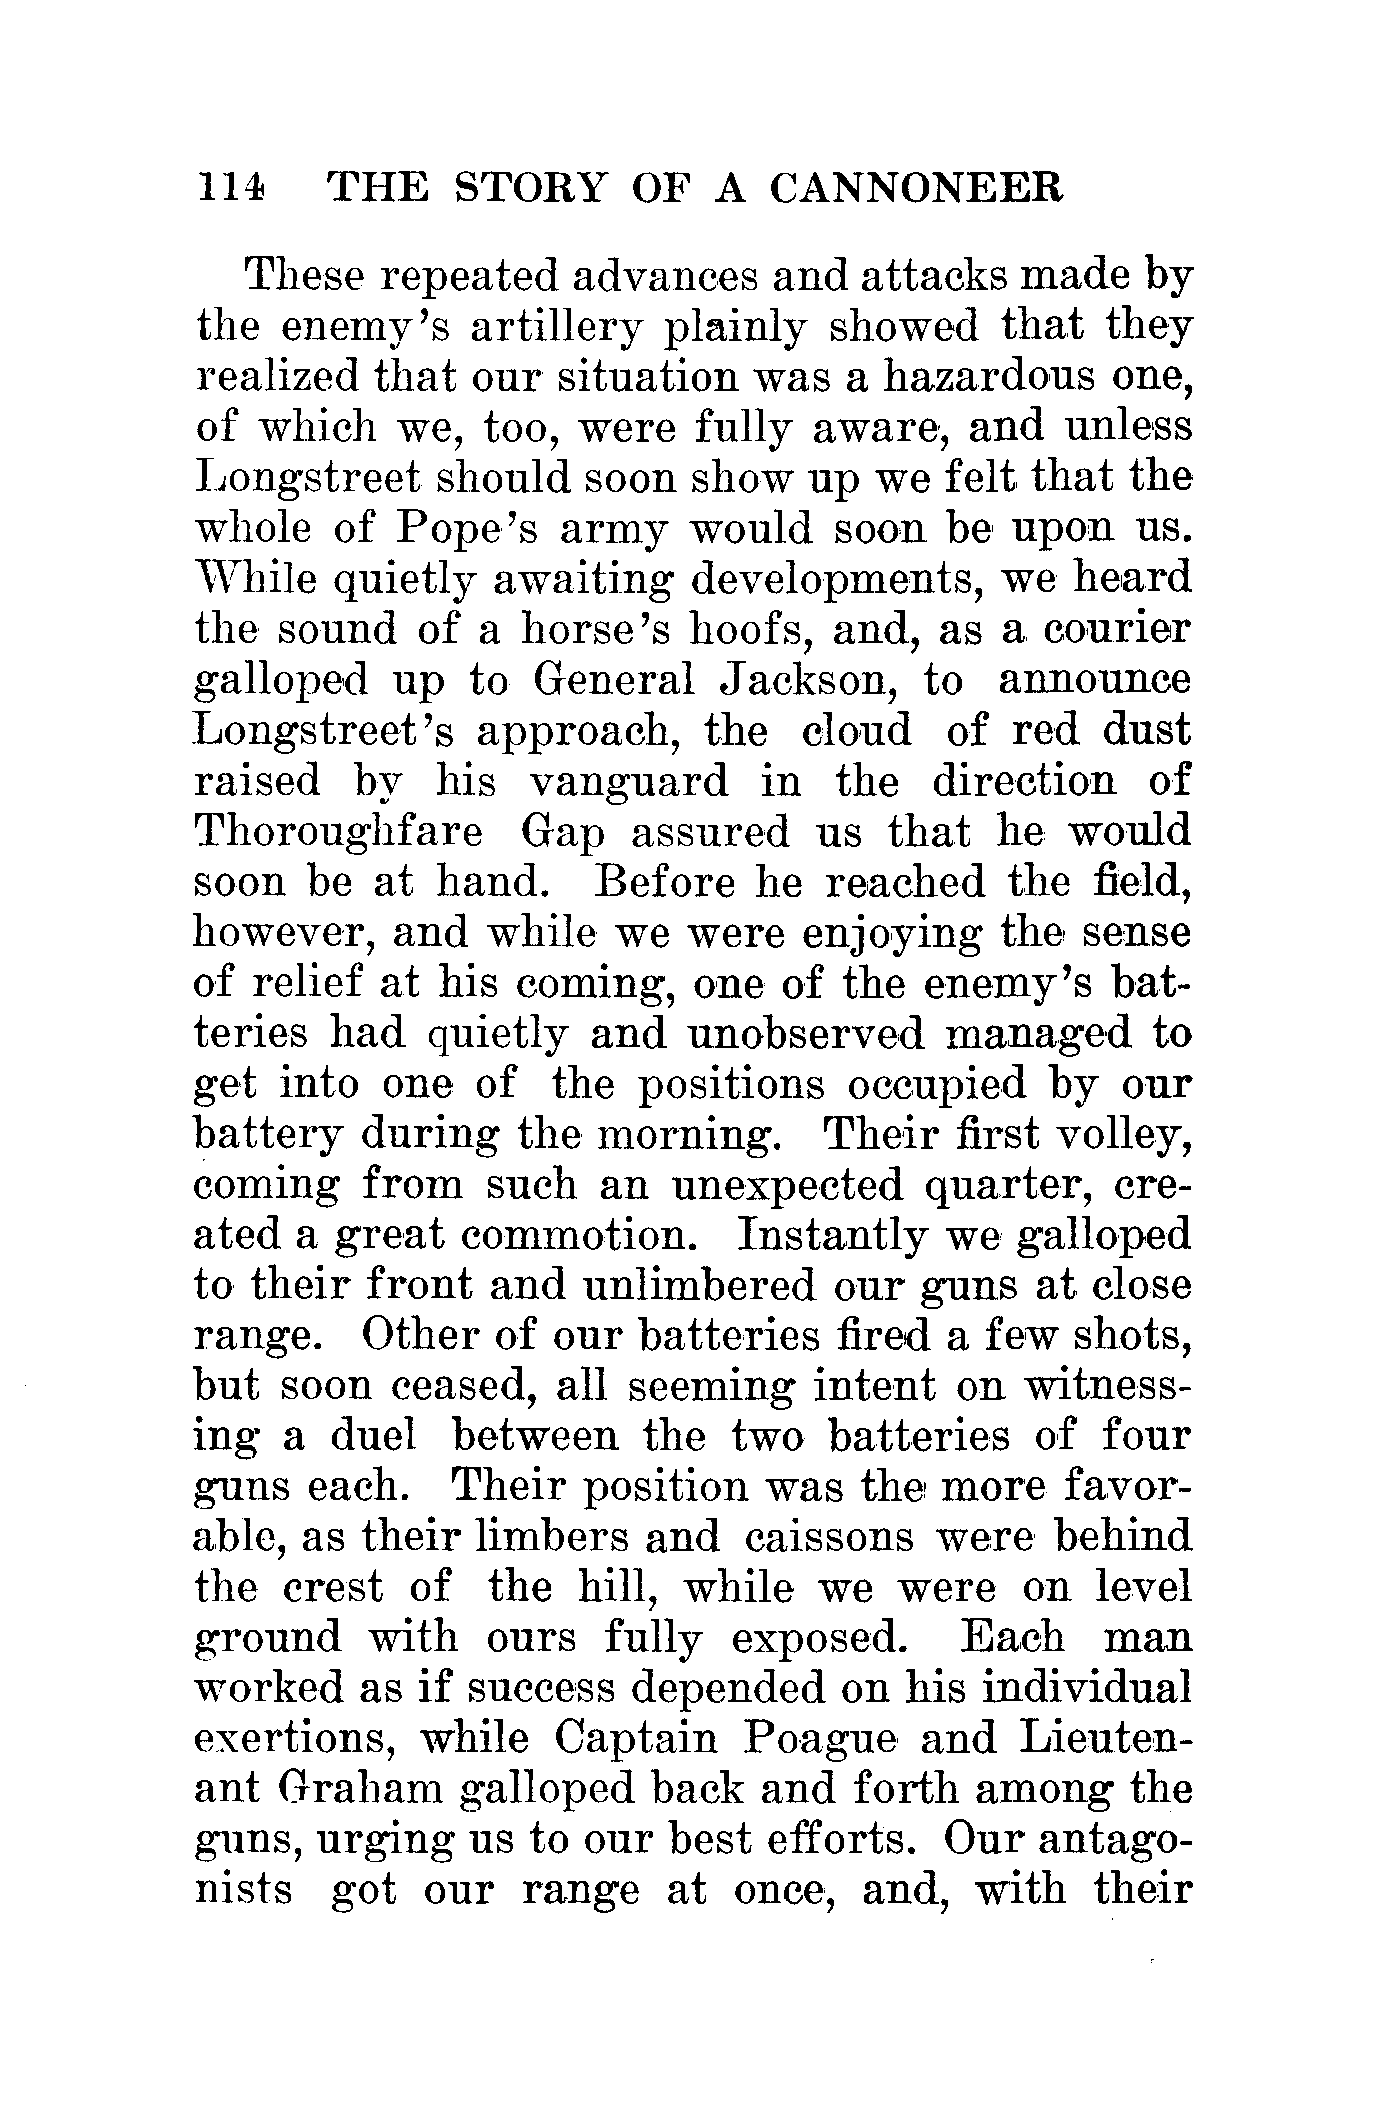 114 THE STORY OF A CANNONEER
These repeated advances and attacks made by
the enemy's artillery plainly showed that they
realized that our situation was a hazardous one,
of which we, too, were fully aware, and unless
Longstreet should soon show up we felt that the
whole of Pope's army would soon be upon us.
While quietly awaiting developments, we heard
the sound of a horse's hoofs, and, as a courier
galloped up to General Jackson, to announce
Longstreet's approach, the cloud of red dust
raised by his vanguard in the direction of
Thoroughfare Gap assured us that he would
soon be at hand. Before he reached the field,
however, and while we were enjoying the sense
of relief at his coming, one of the enemy's bat-
teries had quietly and unobserved managed to
get into one of the positions occupied by our
battery during the morning. Their first volley,
coming from such an unexpected quarter, cre-
ated a great commotion. Instantly we galloped
to their front and unlimbered our guns at close
range. Other of our batteries fired a few shots,
but soon ceased, all seeming intent on witness-
ing a duel between the two batteries of four
guns each. Their position was the more favor-
able, as their limbers and caissons were behind
the crest of the hill, while we were on level
ground with ours fully exposed. Each man
worked as if success depended on his individual
exertions, while Captain Poague and Lieuten-
ant Graham galloped back and forth among the
guns, urging us to our best efforts. Our antago-
nists got our range at once, and, with their